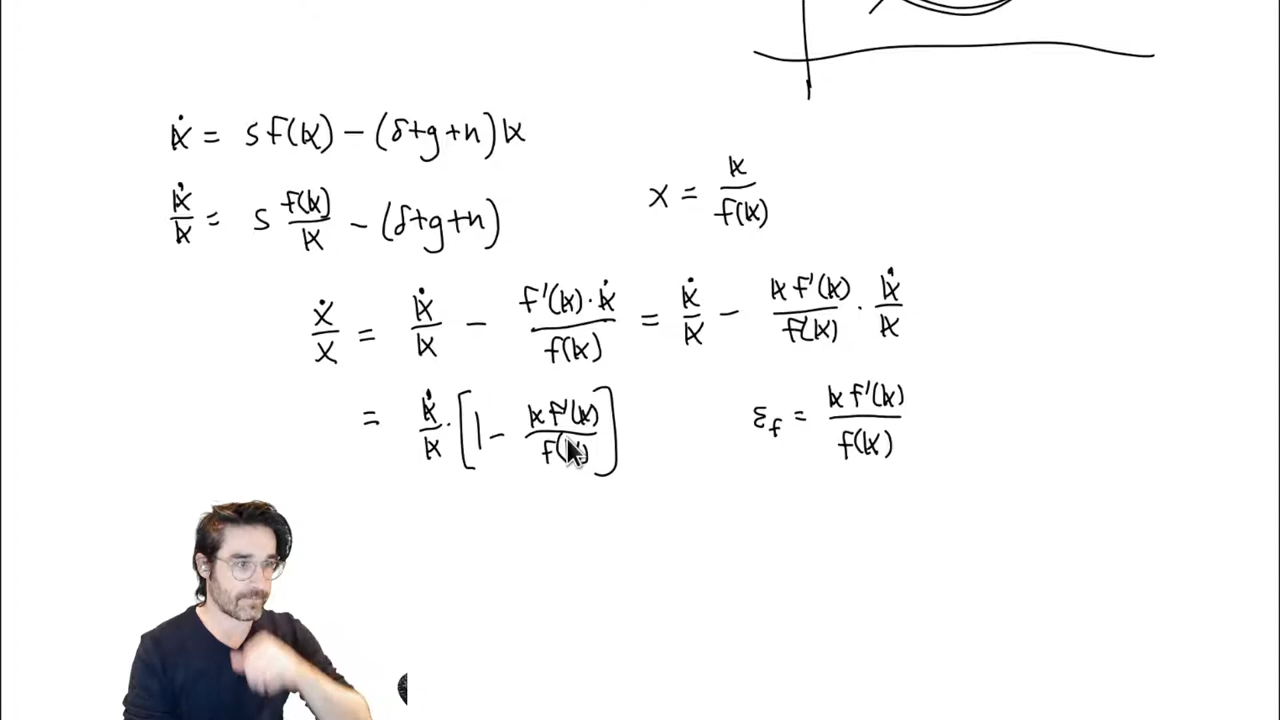 k̇ = s f(k) − (δ+g+n)k
k̇/k = s f(k)/k − (δ+g+n)
x = k/f(k)
ẋ/x = k̇/k − f'(k)·k̇/f(k) = k̇/k − k f'(k)/f(k) · k̇/k
= k̇/k · [1 − k f'(k)/f(k)]
ε_f = k f'(k)/f(k)